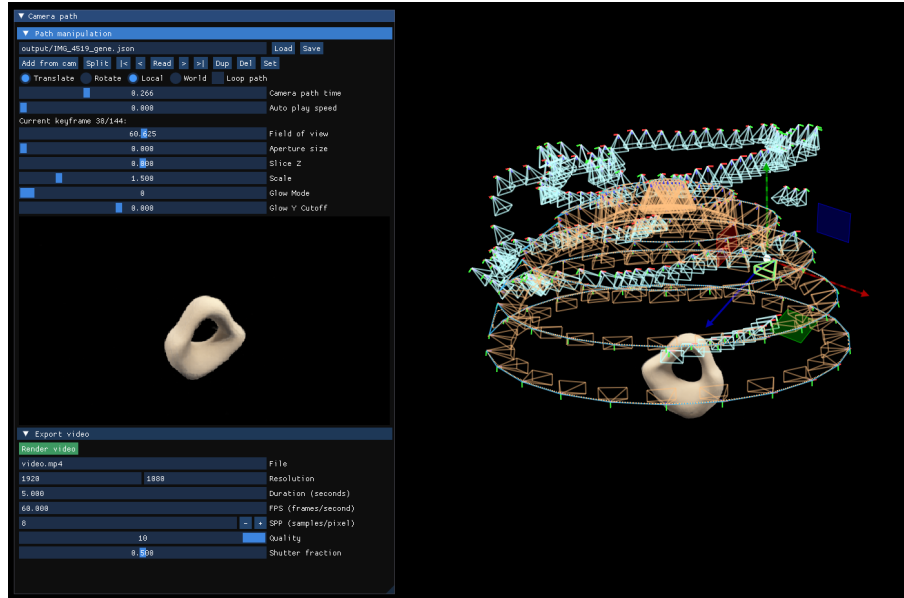 Camera path
Path manipulation
output/IMG_4519_gene.json Load Save
Add from cam Split |< < Read > >| Dup Del Set
Translate Rotate Local World Loop path
0.266 Camera path time
0.000 Auto play speed
Current keyframe 38/144:
60.625 Field of view
0.000 Aperture size
0.000 Slice Z
1.500 Scale
0 Glow Mode
0.000 Glow Y Cutoff
Export video
Render video
video.mp4 File
1920 1080 Resolution
5.000 Duration (seconds)
60.000 FPS (frames/second)
8 - + SPP (samples/pixel)
10 Quality
0.500 Shutter fraction